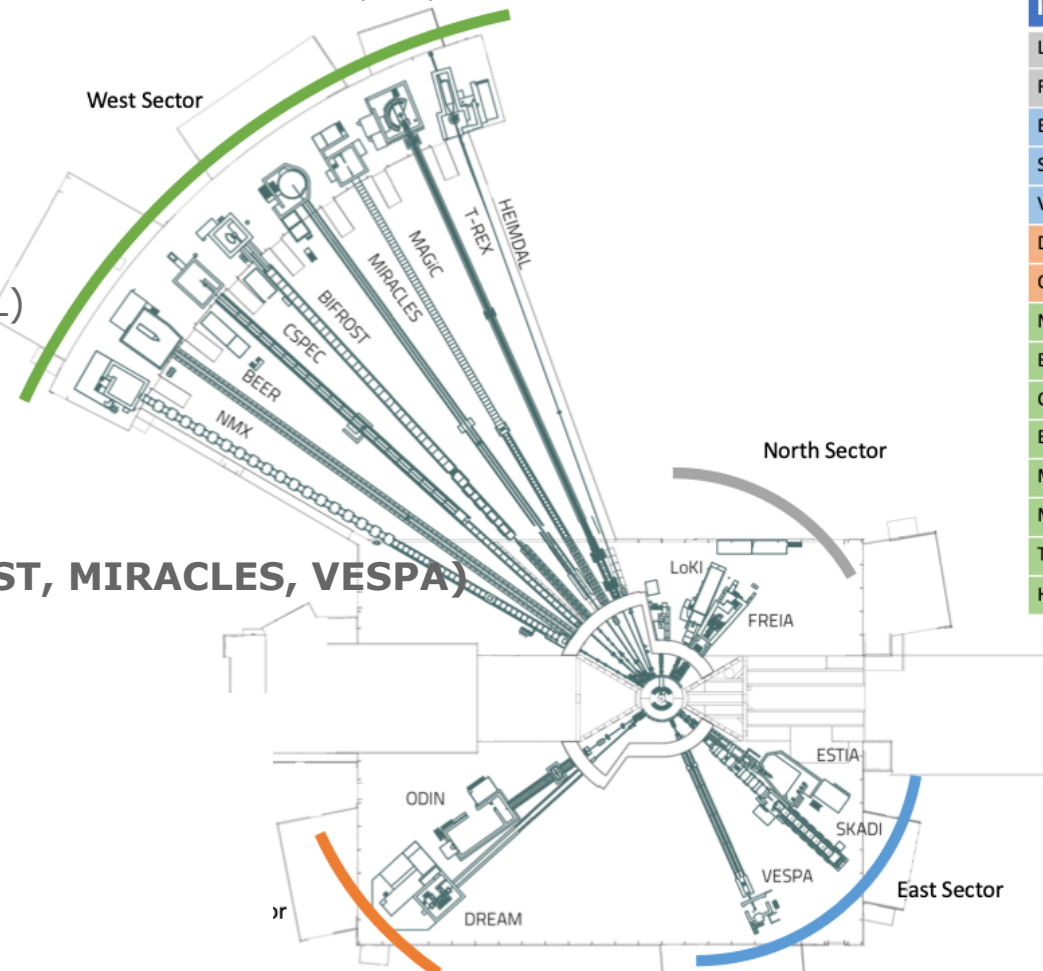 West Sector
HEIMDAL
T-REX
MAGiC
MIRACLES
BIFROST
CSPEC
BEER
NMX
L)
North Sector
LoKI
FREIA
ST, MIRACLES, VESPA)
ESTIA
ODIN
SKADI
VESPA
East Sector
or
DREAM
I
L
F
E
S
V
D
O
N
B
C
B
M
M
T
H